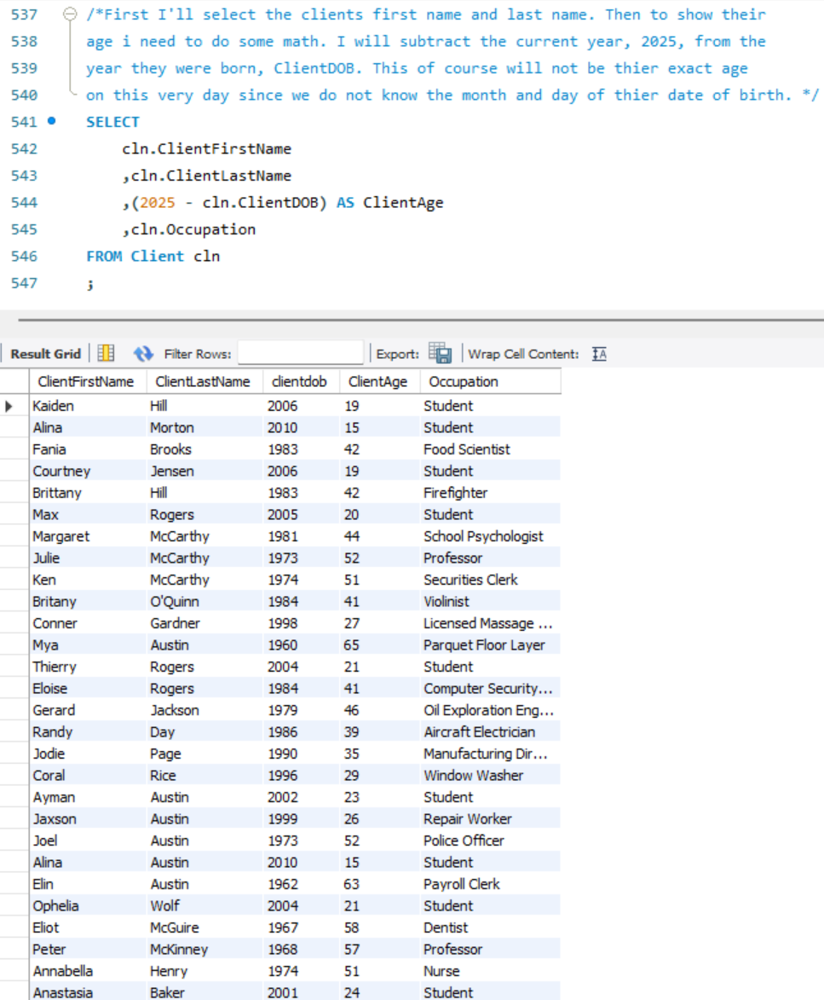 537 /*First I'll select the clients first name and last name. Then to show their
538 age i need to do some math. I will subtract the current year, 2025, from the
539 year they were born, ClientDOB. This of course will not be thier exact age
540 on this very day since we do not know the month and day of thier date of birth. */
541 SELECT
542 cln.ClientFirstName
543 ,cln.ClientLastName
544 ,(2025 - cln.ClientDOB) AS ClientAge
545 ,cln.Occupation
546 FROM Client cln
547 ;
Result Grid Filter Rows: Export: Wrap Cell Content: IA
ClientFirstName ClientLastName clientdob ClientAge Occupation
Kaiden Hill 2006 19 Student
Alina Morton 2010 15 Student
Fania Brooks 1983 42 Food Scientist
Courtney Jensen 2006 19 Student
Brittany Hill 1983 42 Firefighter
Max Rogers 2005 20 Student
Margaret McCarthy 1981 44 School Psychologist
Julie McCarthy 1973 52 Professor
Ken McCarthy 1974 51 Securities Clerk
Britany O'Quinn 1984 41 Violinist
Conner Gardner 1998 27 Licensed Massage ...
Mya Austin 1960 65 Parquet Floor Layer
Thierry Rogers 2004 21 Student
Eloise Rogers 1984 41 Computer Security...
Gerard Jackson 1979 46 Oil Exploration Eng...
Randy Day 1986 39 Aircraft Electrician
Jodie Page 1990 35 Manufacturing Dir...
Coral Rice 1996 29 Window Washer
Ayman Austin 2002 23 Student
Jaxson Austin 1999 26 Repair Worker
Joel Austin 1973 52 Police Officer
Alina Austin 2010 15 Student
Elin Austin 1962 63 Payroll Clerk
Ophelia Wolf 2004 21 Student
Eliot McGuire 1967 58 Dentist
Peter McKinney 1968 57 Professor
Annabella Henry 1974 51 Nurse
Anastasia Baker 2001 24 Student